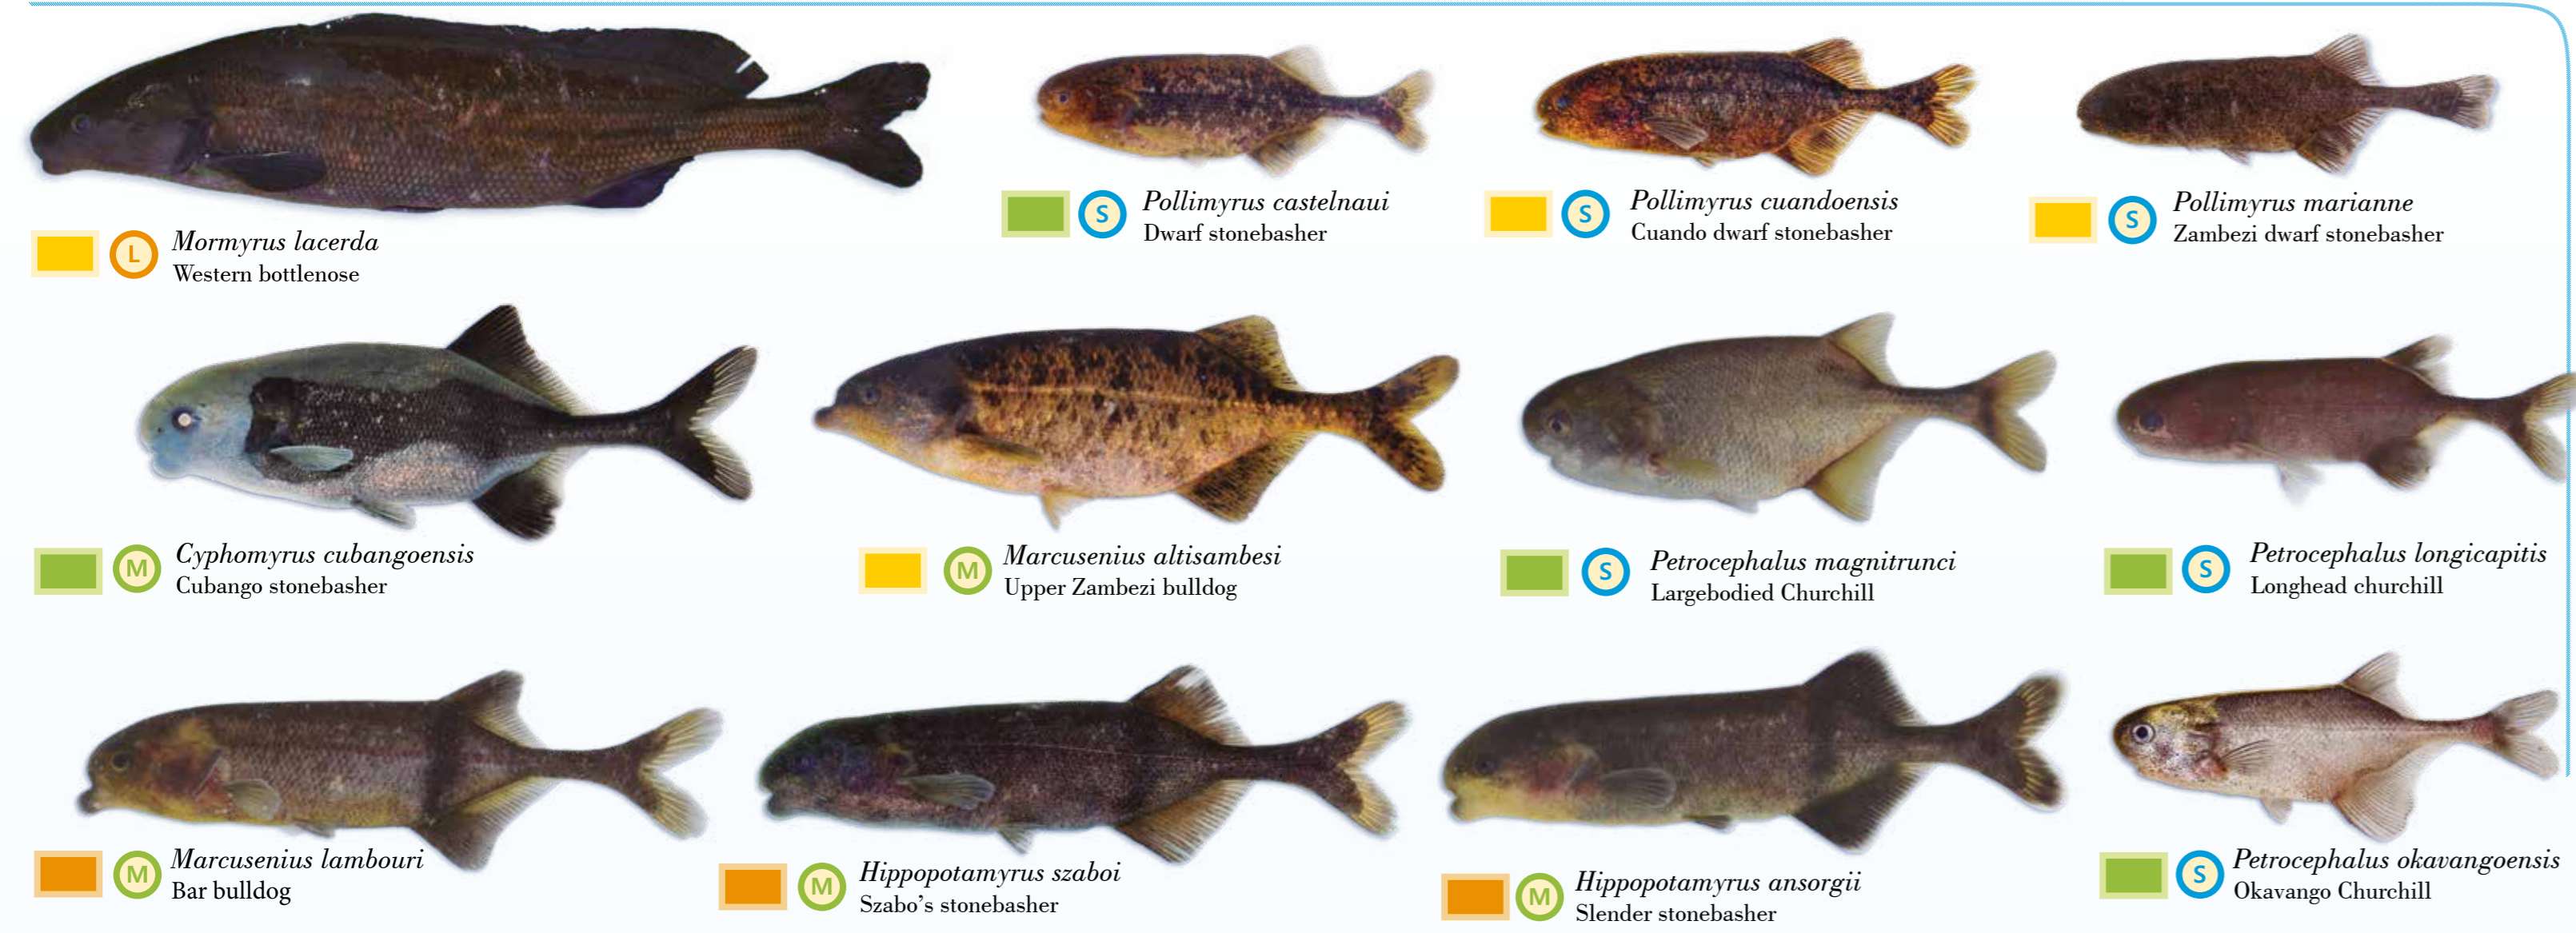 S
Pollimyrus castelnaui
Dwarf stonebasher
S
Pollimyrus cuandoensis
Cuando dwarf stonebasher
S
Pollimyrus marianne
Zambezi dwarf stonebasher
L
Mormyrus lacerda
Western bottlenose
M
Cyphomyrus cubangoensis
Cubango stonebasher
M
Marcusenius altisambesi
Upper Zambezi bulldog
S
Petrocephalus magnitrunci
Largebodied Churchill
S
Petrocephalus longicapitis
Longhead churchill
M
Marcusenius lambouri
Bar bulldog
M
Hippopotamyrus szaboi
Szabo's stonebasher
M
Hippopotamyrus ansorgii
Slender stonebasher
S
Petrocephalus okavangoensis
Okavango Churchill